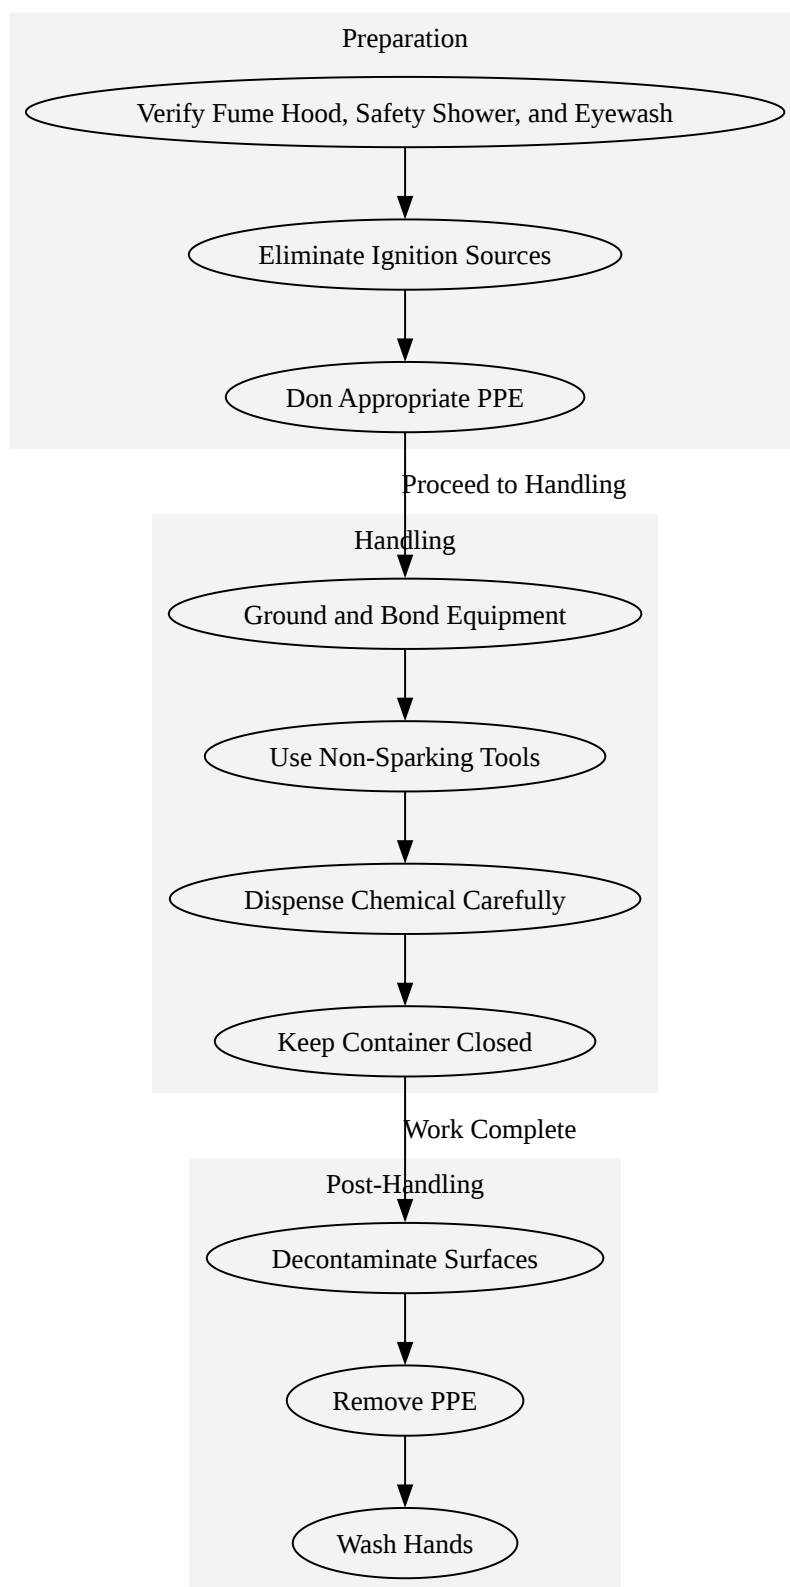 Preparation
Verify Fume Hood, Safety Shower, and Eyewash
Eliminate Ignition Sources
Don Appropriate PPE
Proceed to Handling
Handling
Ground and Bond Equipment
Use Non-Sparking Tools
Dispense Chemical Carefully
Keep Container Closed
Work Complete
Post-Handling
Decontaminate Surfaces
Remove PPE
Wash Hands